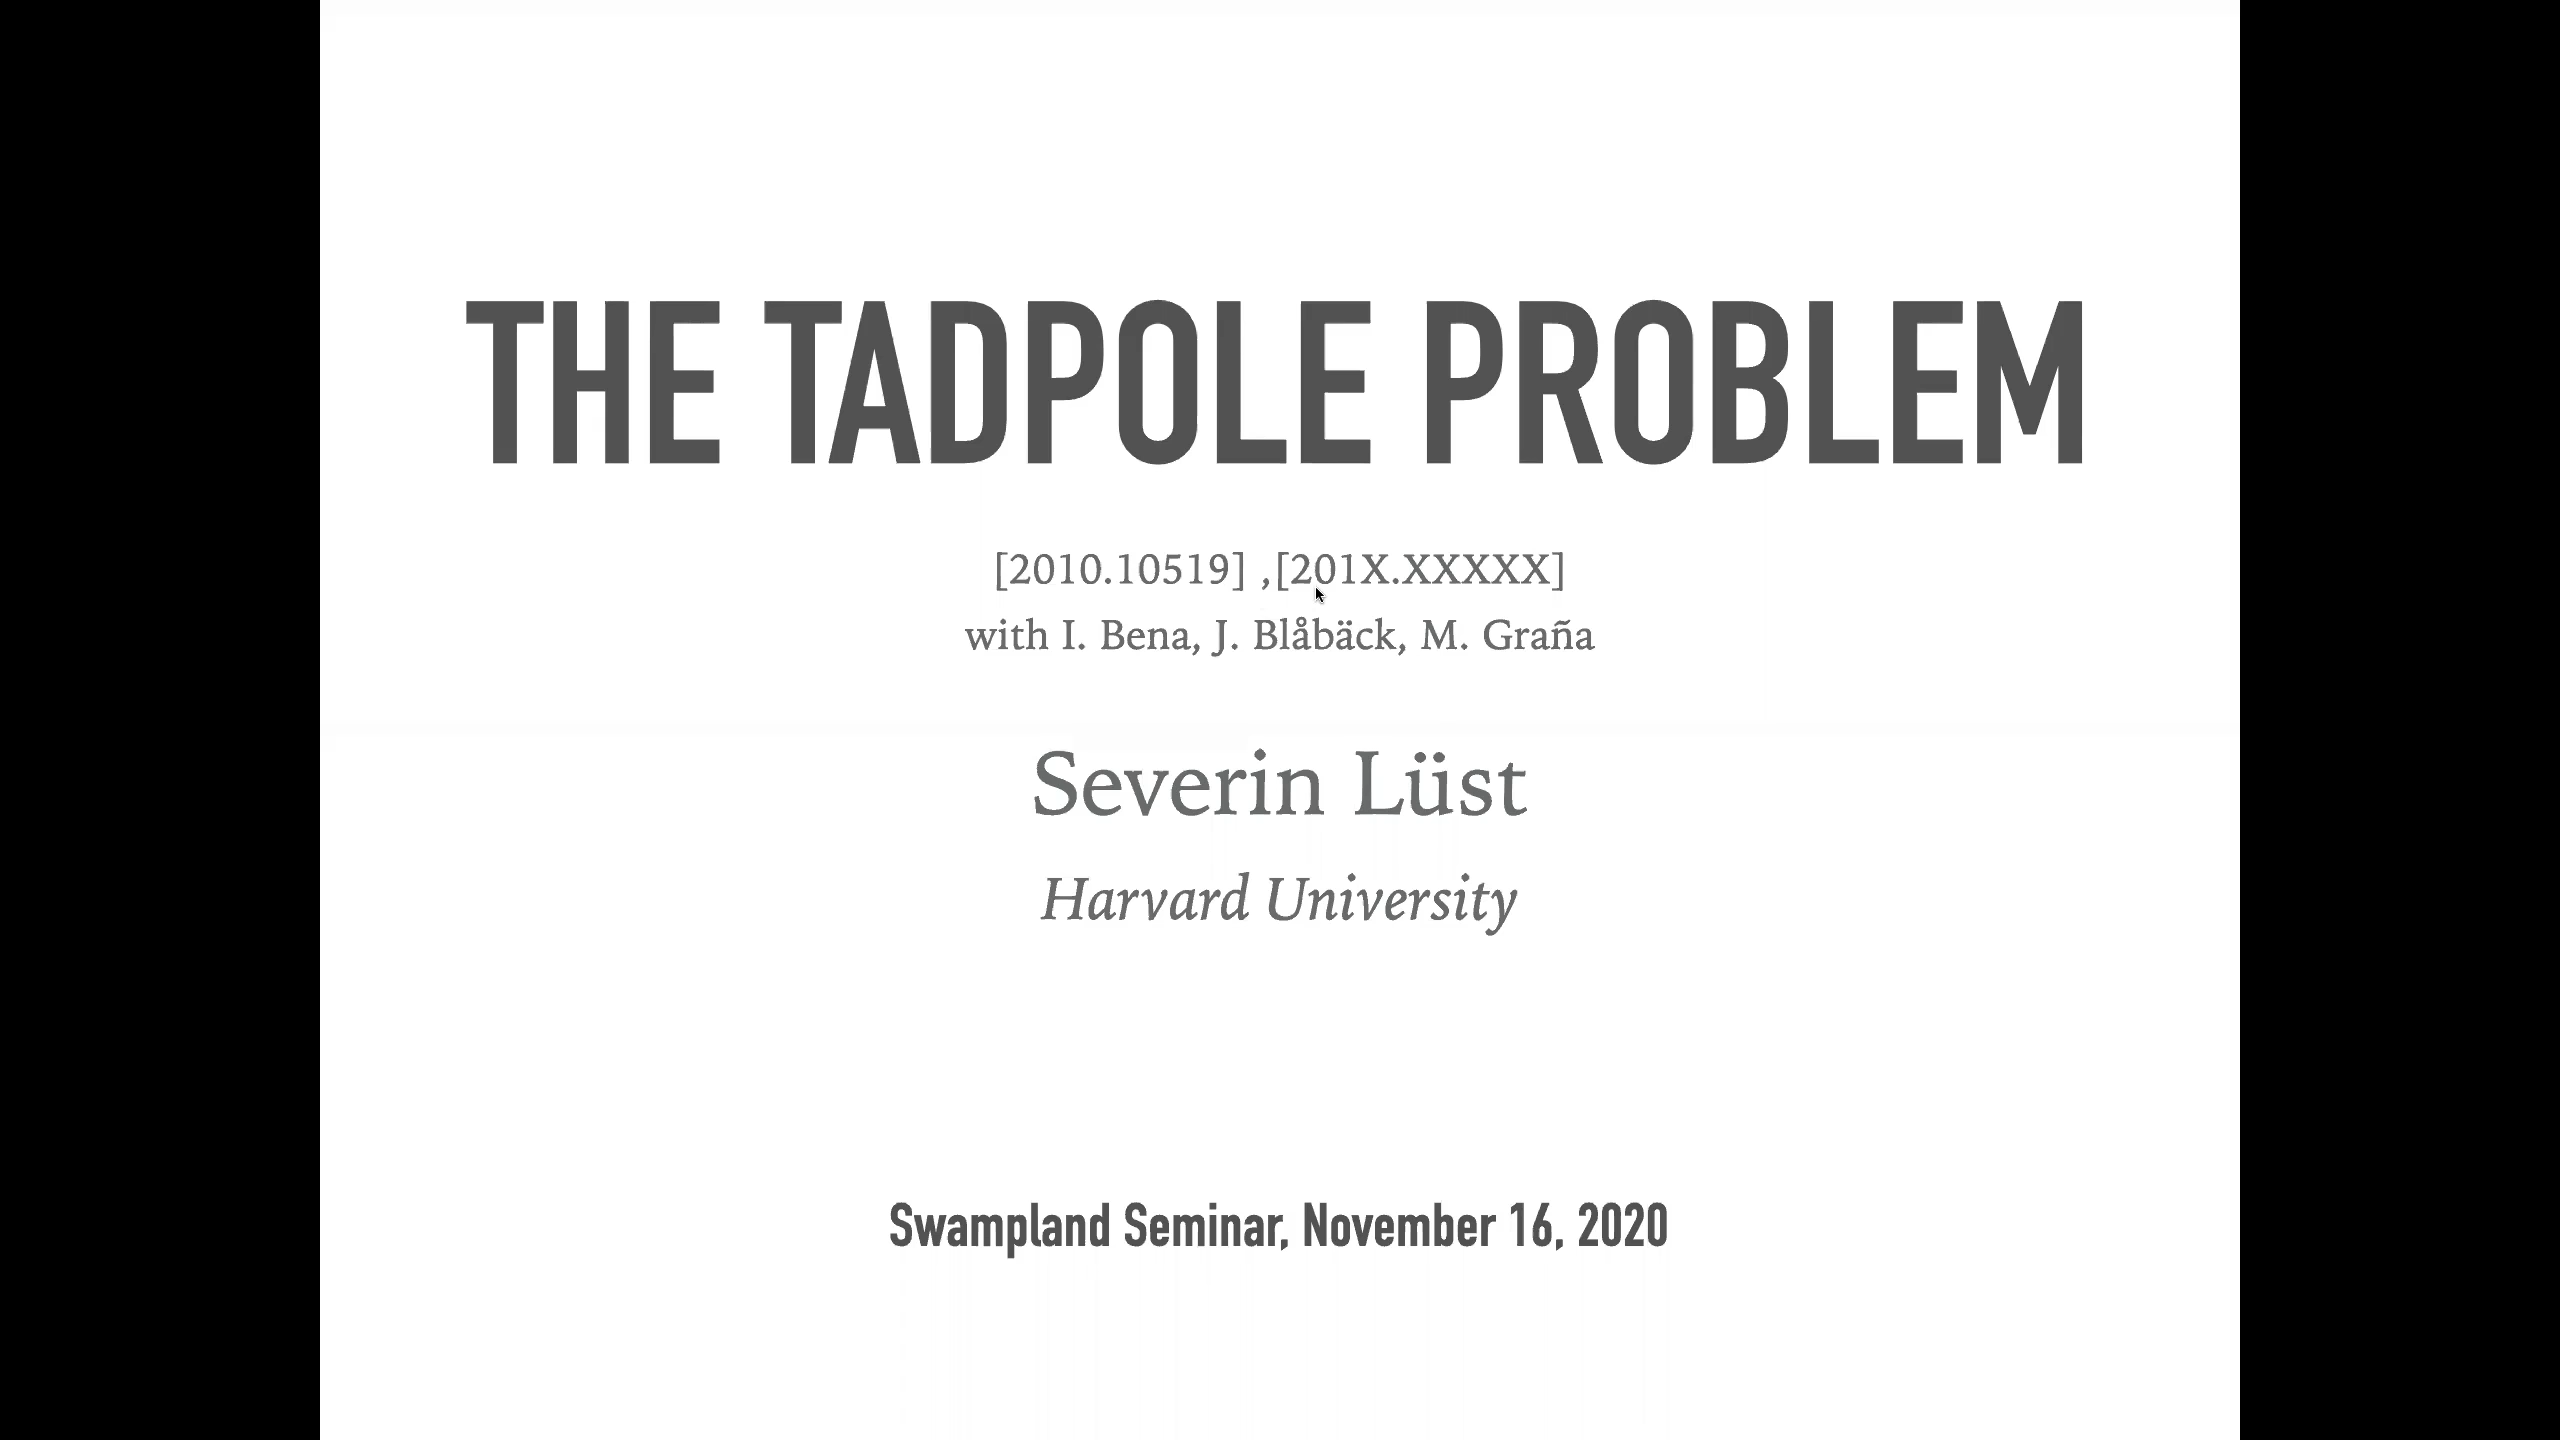 THE TADPOLE PROBLEM
[2010.10519] ,[201X.XXXXX]
with I. Bena, J. Blåbäck, M. Graña
Severin Lüst
Harvard University
Swampland Seminar, November 16, 2020